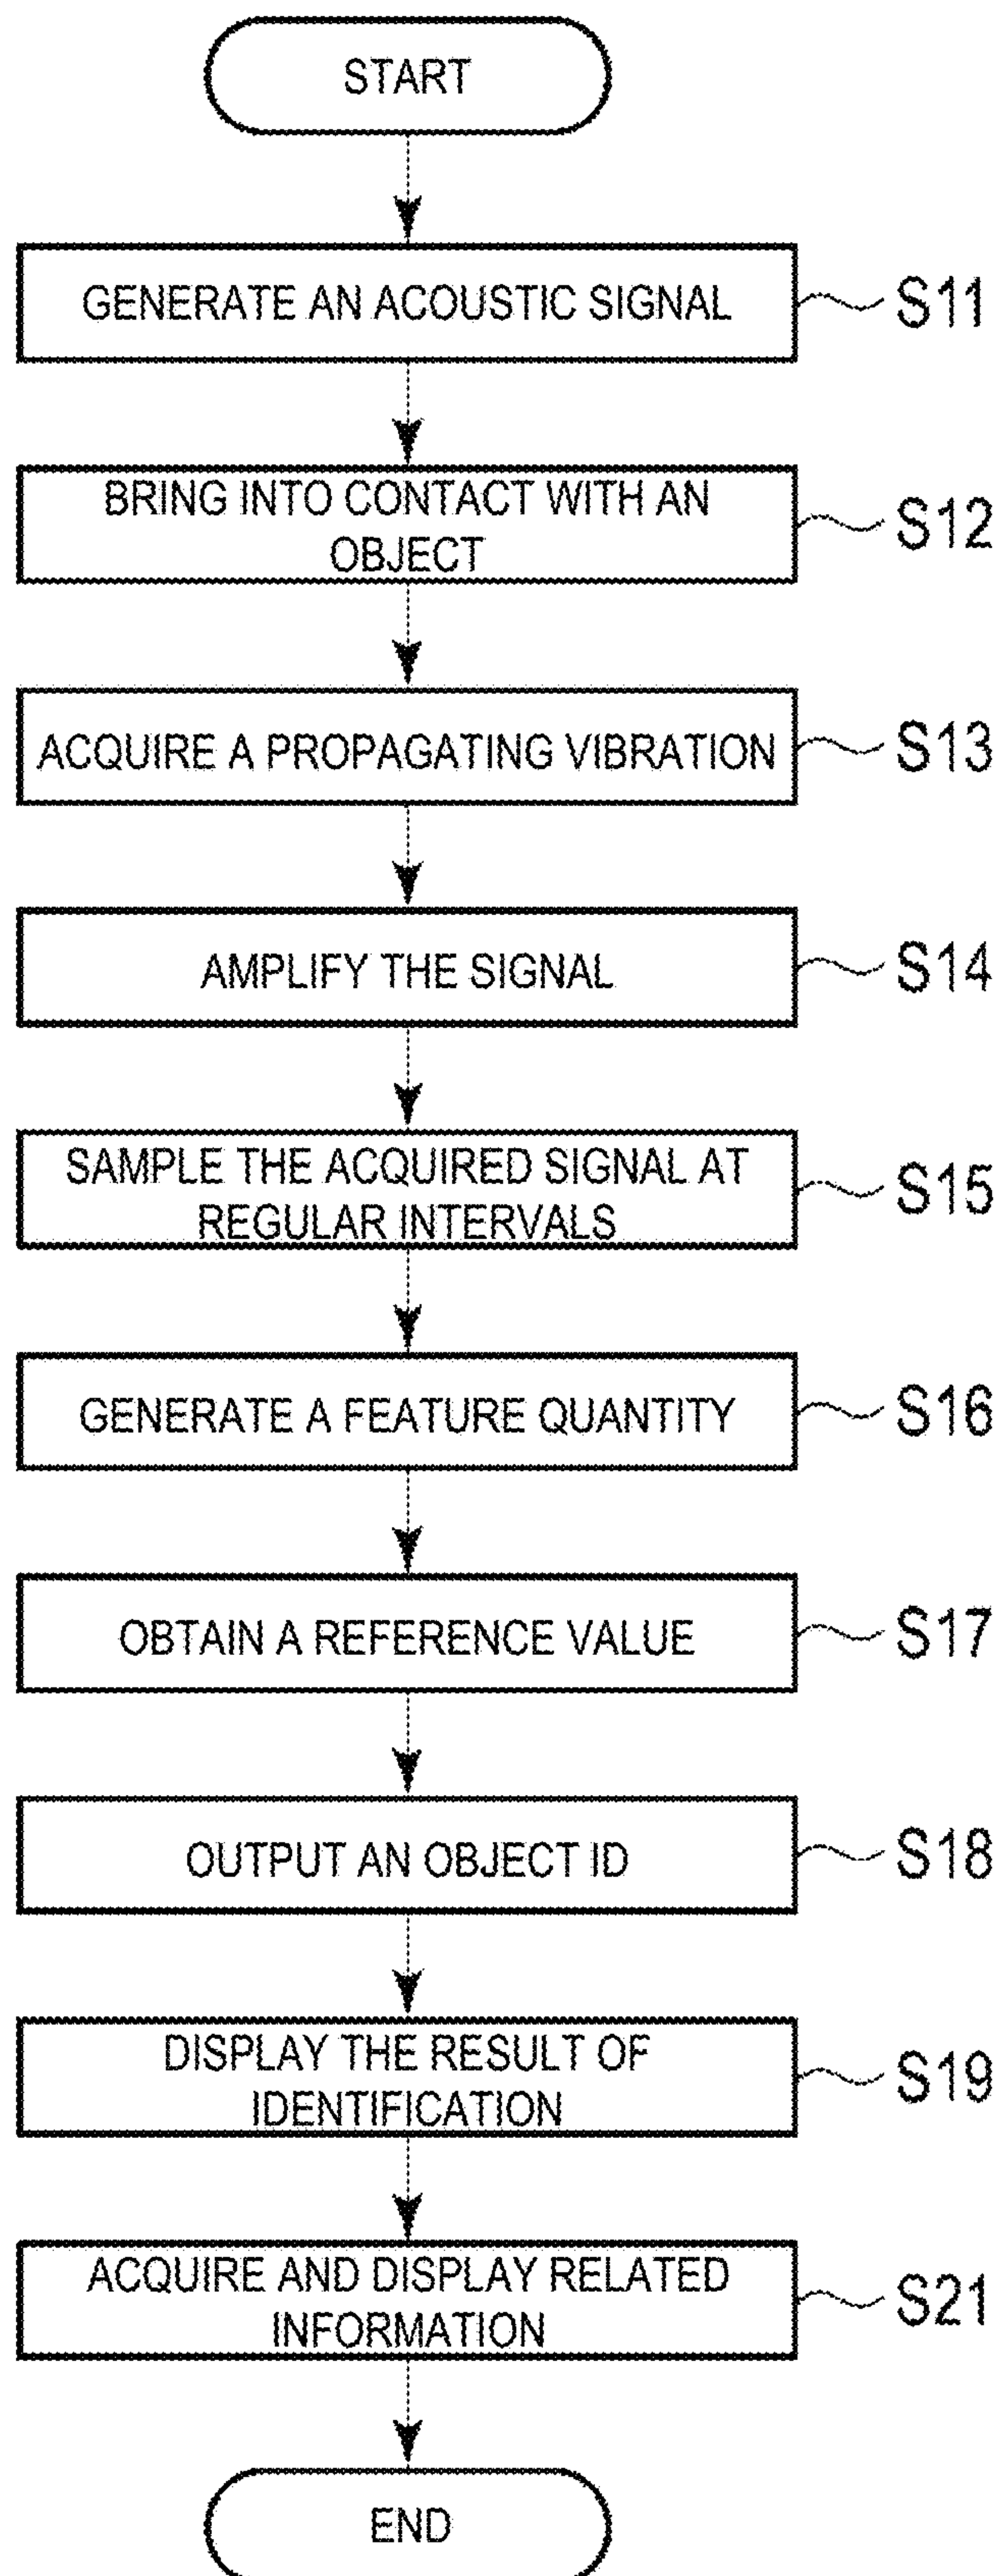 START
GENERATE AN ACOUSTIC SIGNAL
S11
BRING INTO CONTACT WITH AN
OBJECT
S12
ACQUIRE A PROPAGATING VIBRATION
S13
AMPLIFY THE SIGNAL
S14
SAMPLE THE ACQUIRED SIGNAL AT
REGULAR INTERVALS
S15
GENERATE A FEATURE QUANTITY
S16
OBTAIN A REFERENCE VALUE
S17
OUTPUT AN OBJECT ID
S18
DISPLAY THE RESULT OF
IDENTIFICATION
S19
ACQUIRE AND DISPLAY RELATED
INFORMATION
S21
END